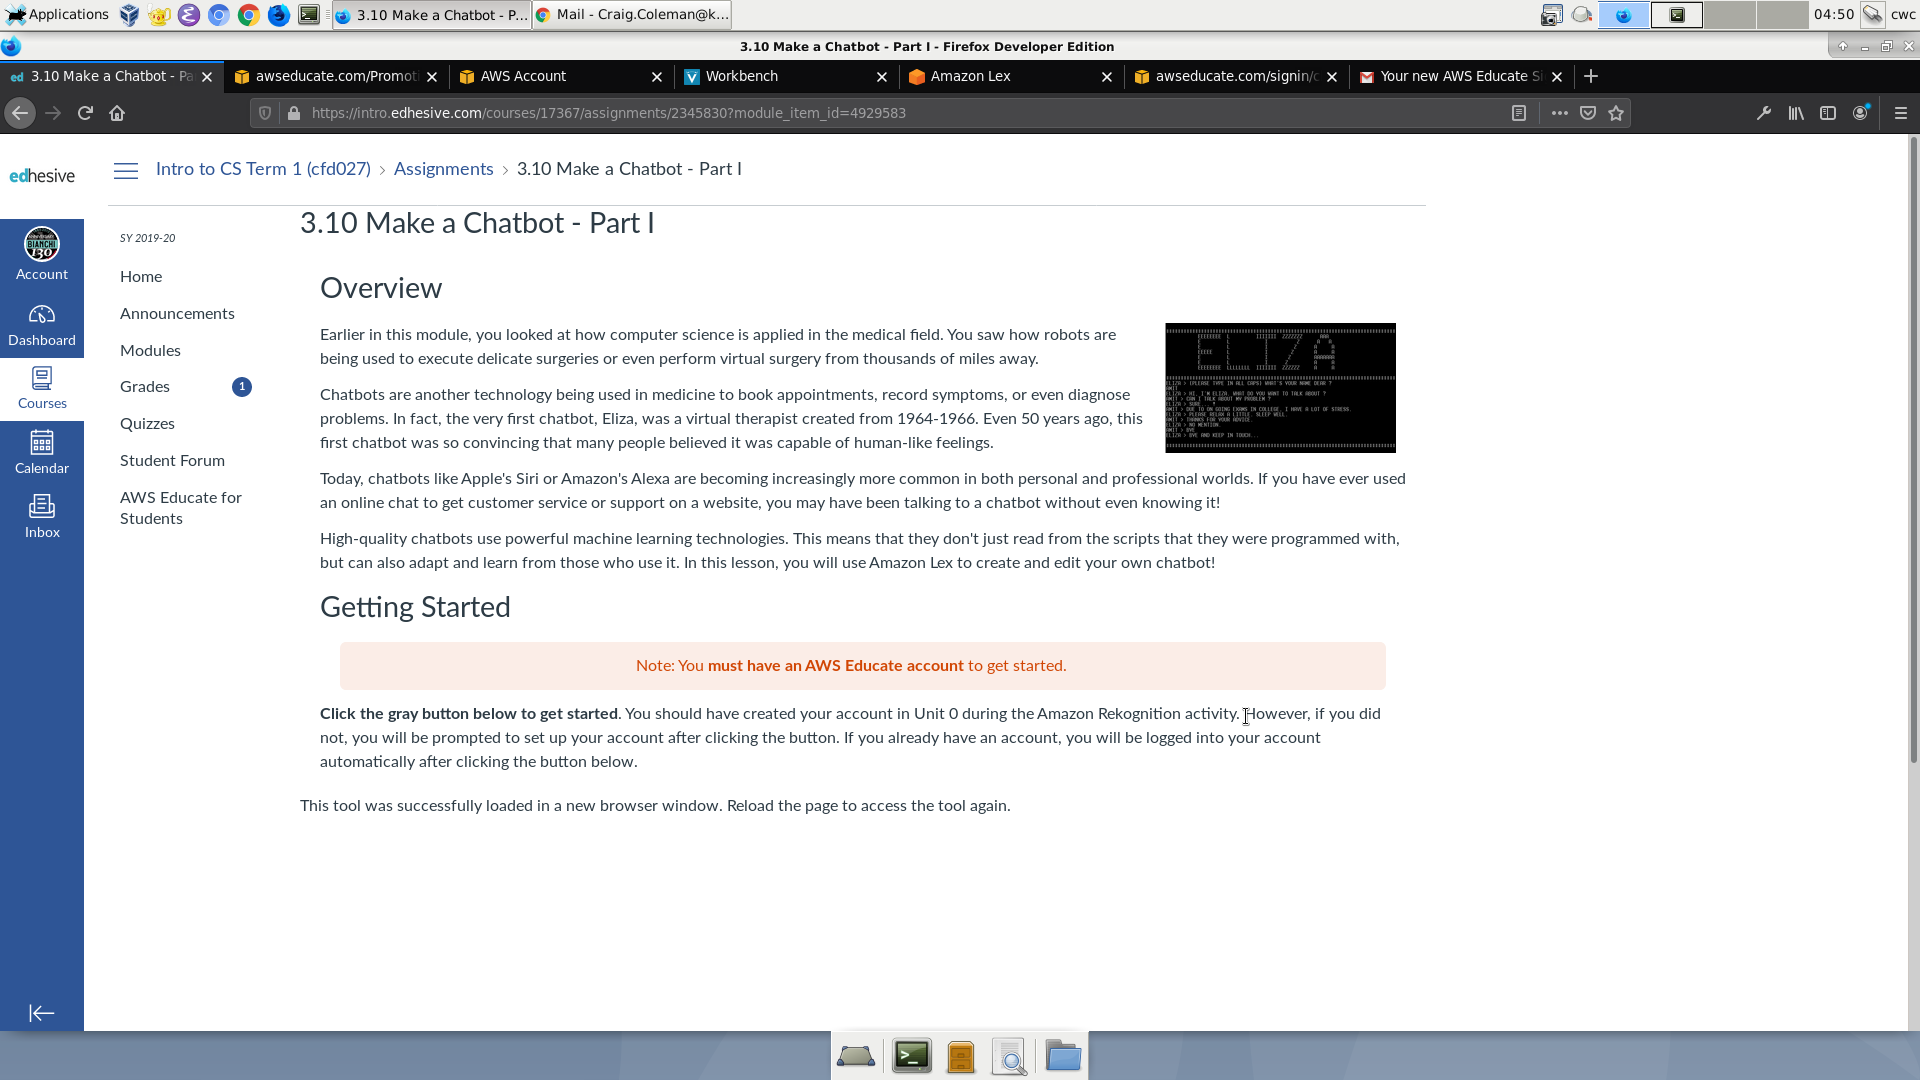 Applications
3.10 Make a Chatbot - P...
Mail - Craig.Coleman@k...
04:50
cwc
3.10 Make a Chatbot - Part I - Firefox Developer Edition
ed 3.10 Make a Chatbot - Pa
awseducate.com/Promot
AWS Account
Workbench
Amazon Lex
awseducate.com/signin/c
Your new AWS Educate Si
https://intro.edhesive.com/courses/17367/assignments/2345830?module_item_id=4929583
edhesive
Intro to CS Term 1 (cfd027) > Assignments > 3.10 Make a Chatbot - Part I
Account
Dashboard
Courses
Calendar
Inbox
SY 2019-20
Home
Announcements
Modules
Grades 1
Quizzes
Student Forum
AWS Educate for
Students
3.10 Make a Chatbot - Part I
Overview
Earlier in this module, you looked at how computer science is applied in the medical field. You saw how robots are
being used to execute delicate surgeries or even perform virtual surgery from thousands of miles away.
Chatbots are another technology being used in medicine to book appointments, record symptoms, or even diagnose
problems. In fact, the very first chatbot, Eliza, was a virtual therapist created from 1964-1966. Even 50 years ago, this
first chatbot was so convincing that many people believed it was capable of human-like feelings.
Today, chatbots like Apple's Siri or Amazon's Alexa are becoming increasingly more common in both personal and professional worlds. If you have ever used
an online chat to get customer service or support on a website, you may have been talking to a chatbot without even knowing it!
High-quality chatbots use powerful machine learning technologies. This means that they don't just read from the scripts that they were programmed with,
but can also adapt and learn from those who use it. In this lesson, you will use Amazon Lex to create and edit your own chatbot!
Getting Started
Note: You must have an AWS Educate account to get started.
Click the gray button below to get started. You should have created your account in Unit 0 during the Amazon Rekognition activity. However, if you did
not, you will be prompted to set up your account after clicking the button. If you already have an account, you will be logged into your account
automatically after clicking the button below.
This tool was successfully loaded in a new browser window. Reload the page to access the tool again.